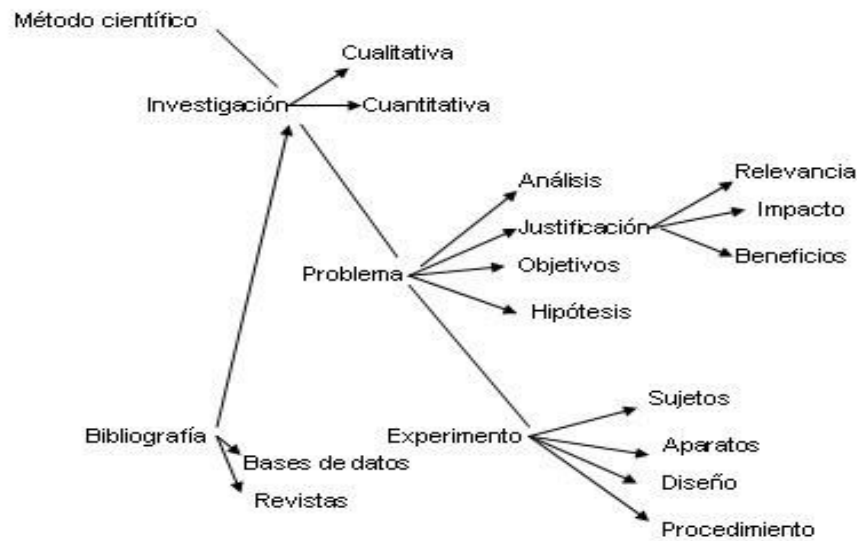 Método científico
Cualitativa
Investigación
Cuantitativa
Análisis
Relevancia
Justificación
Impacto
Problema
Objetivos
Beneficios
Hipótesis
Sujetos
Bibliografía
Experimento
Aparatos
Bases de datos
Diseño
Revistas
Procedimiento